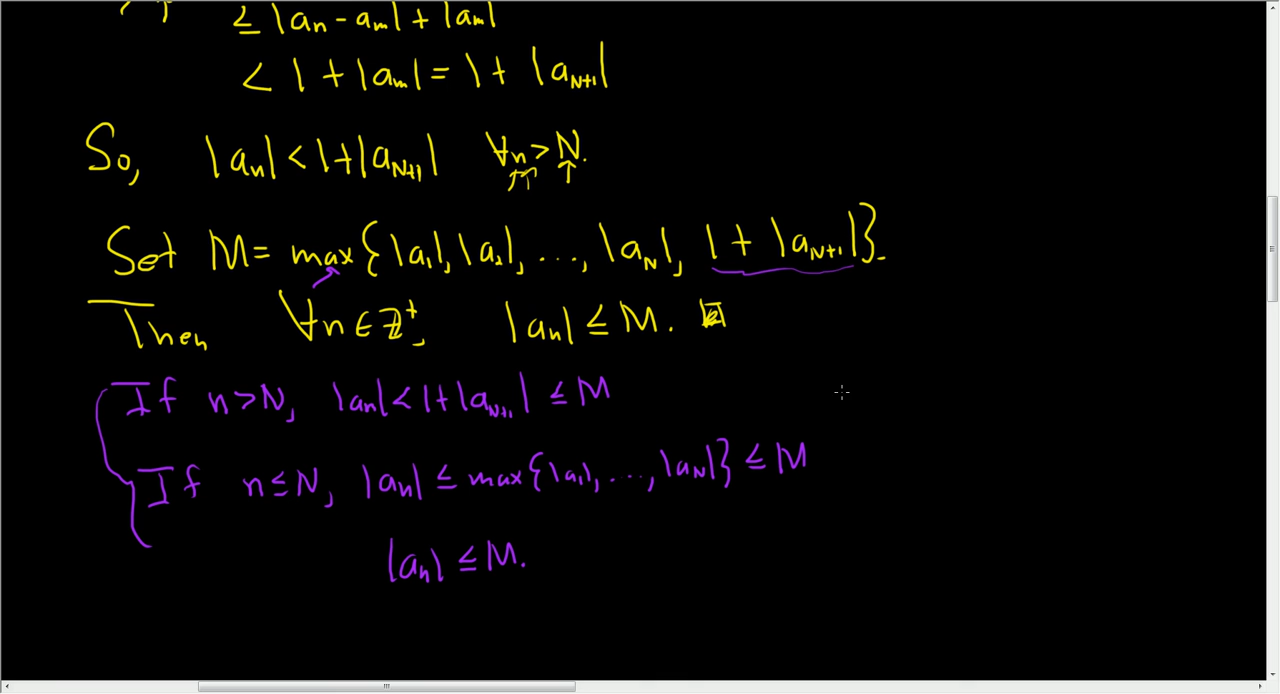 ≤ |an - am| + |am|
< 1 + |am| = 1 + |aN+1|
So, |an| < 1+|aN+1| ∀n > N.
Set M = max{|a1|, |a2|, ..., |aN|, 1 + |aN+1|}.
Then ∀n ∈ ℤ+, |an| ≤ M.
If n > N, |an| < 1+|aN+1| ≤ M
If n ≤ N, |an| ≤ max{|a1|, ..., |aN|} ≤ M
|an| ≤ M.